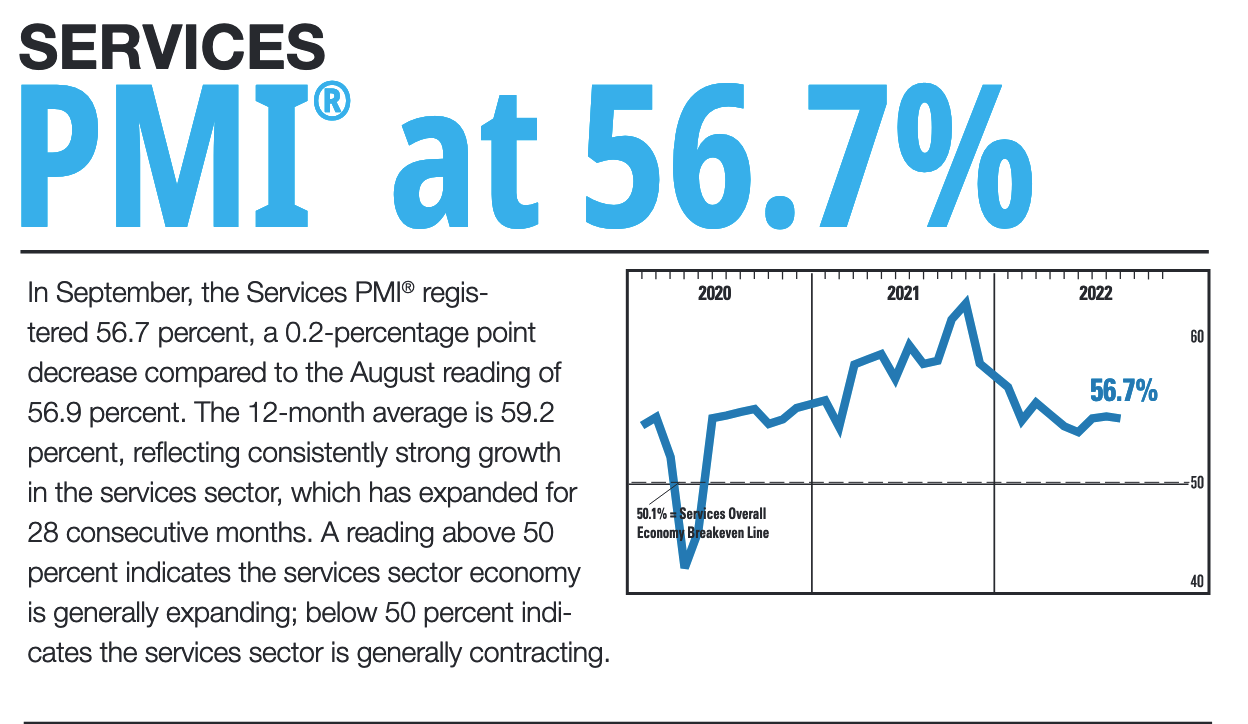 SERVICES
PMI® at 56.7%
In September, the Services PMI® regis-
tered 56.7 percent, a 0.2-percentage point
decrease compared to the August reading of
56.9 percent. The 12-month average is 59.2
percent, reflecting consistently strong growth
in the services sector, which has expanded for
28 consecutive months. A reading above 50
percent indicates the services sector economy
is generally expanding; below 50 percent indi-
cates the services sector is generally contracting.
2020
2021
2022
60
56.7%
50
50.1% = Services Overall
Economy Breakeven Line
40